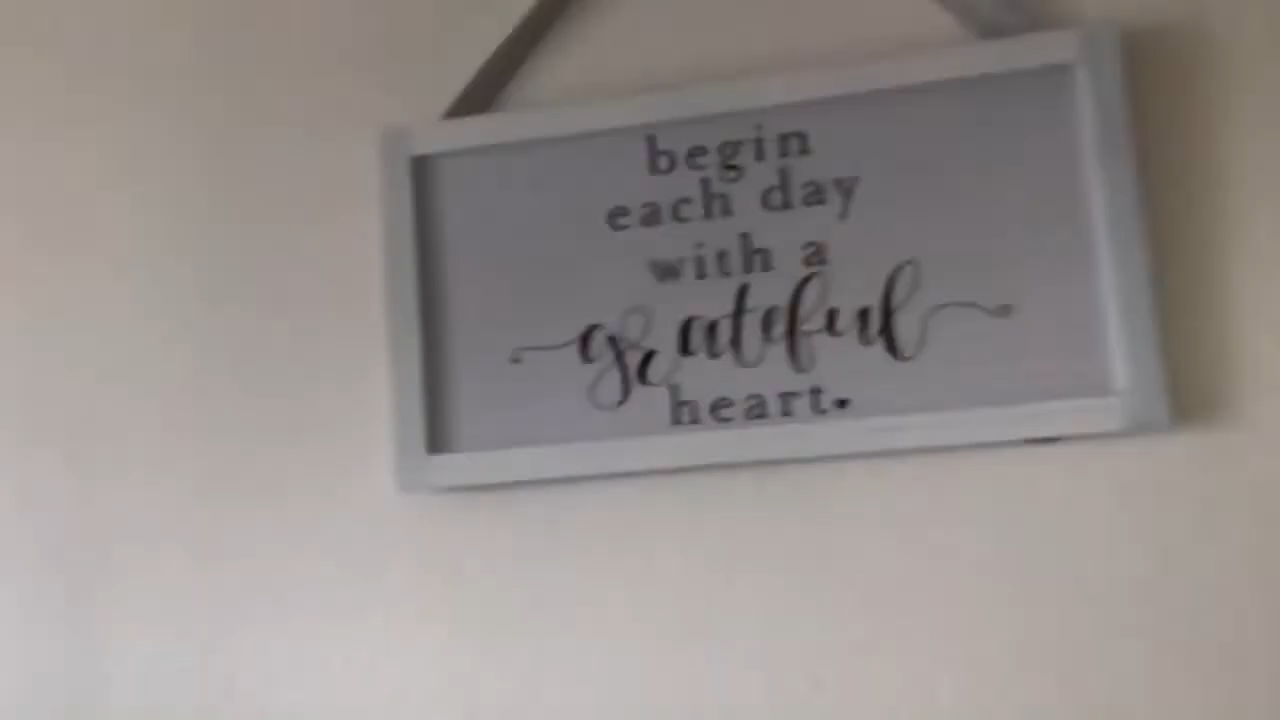 begin
each day
with a
grateful
heart.